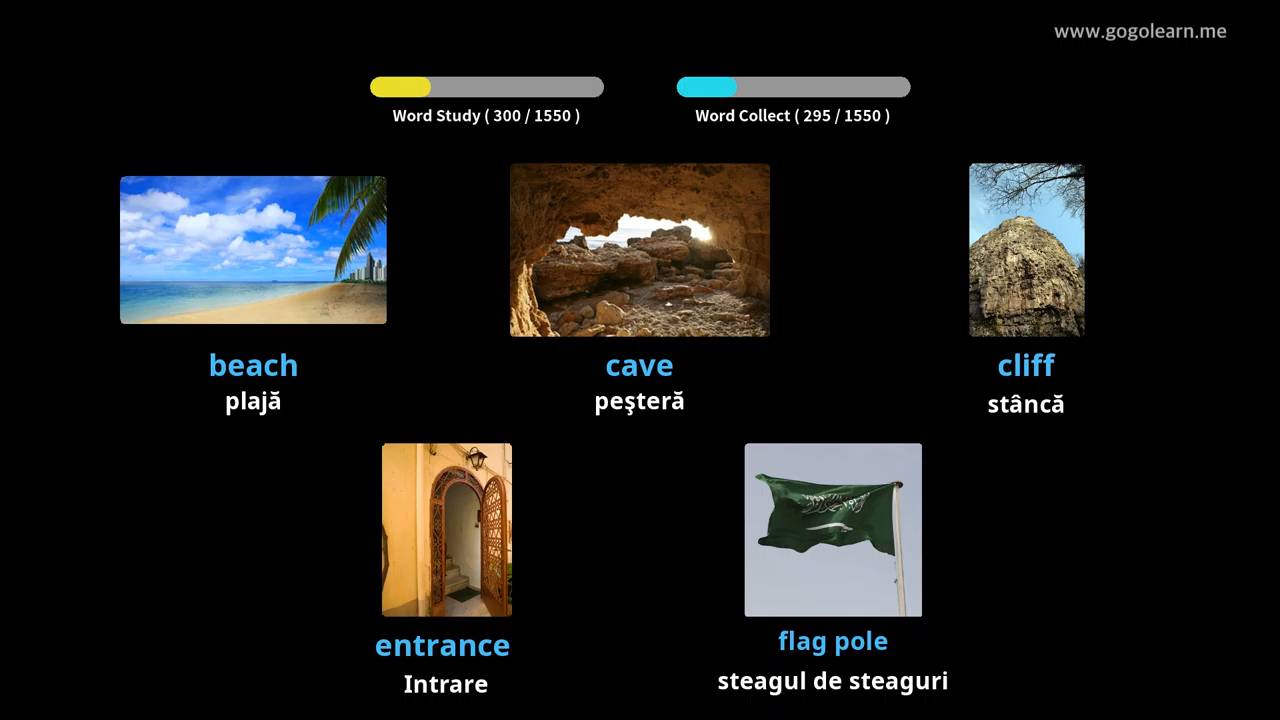 www.gogolearn.me
Word Study ( 300 / 1550 )
Word Collect ( 295 / 1550 )
beach
plajă
cave
peşteră
cliff
stâncă
entrance
Intrare
flag pole
steagul de steaguri